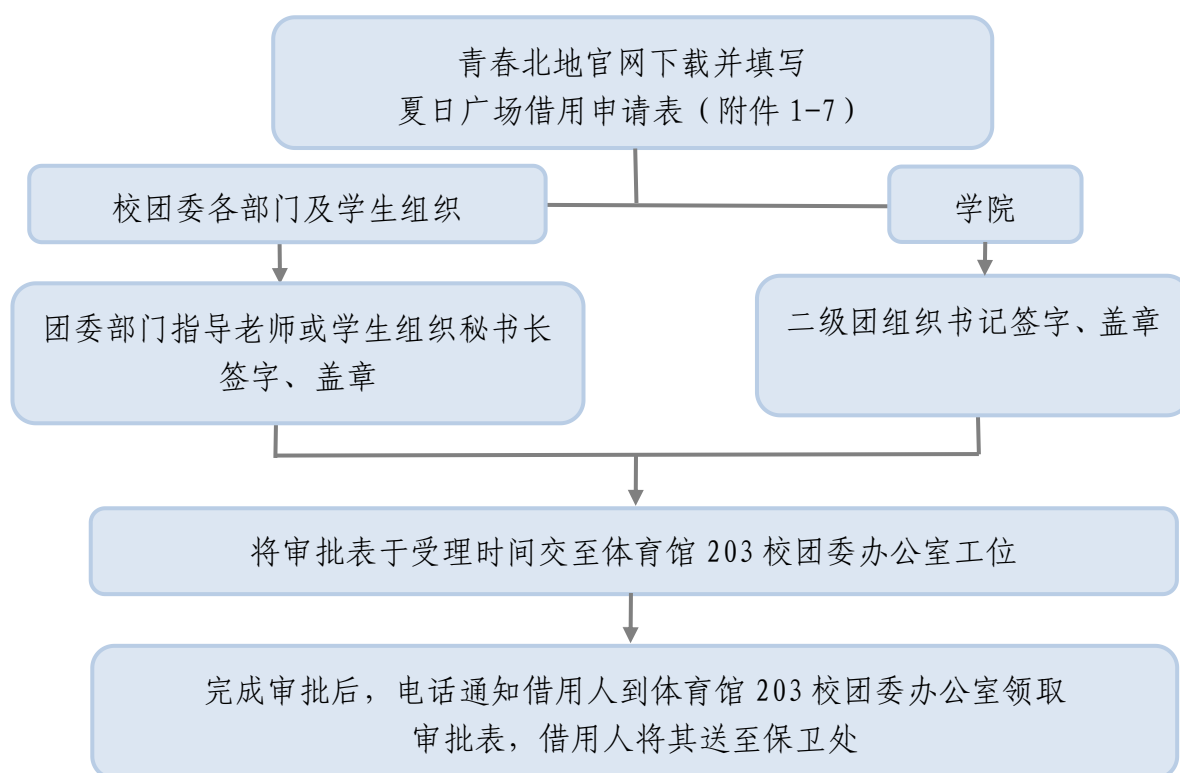 青春北地官网下载并填写
夏日广场借用申请表（附件 1-7）
校团委各部门及学生组织
学院
团委部门指导老师或学生组织秘书长
签字、盖章
二级团组织书记签字、盖章
将审批表于受理时间交至体育馆 203 校团委办公室工位
完成审批后，电话通知借用人到体育馆 203 校团委办公室领取
审批表，借用人将其送至保卫处